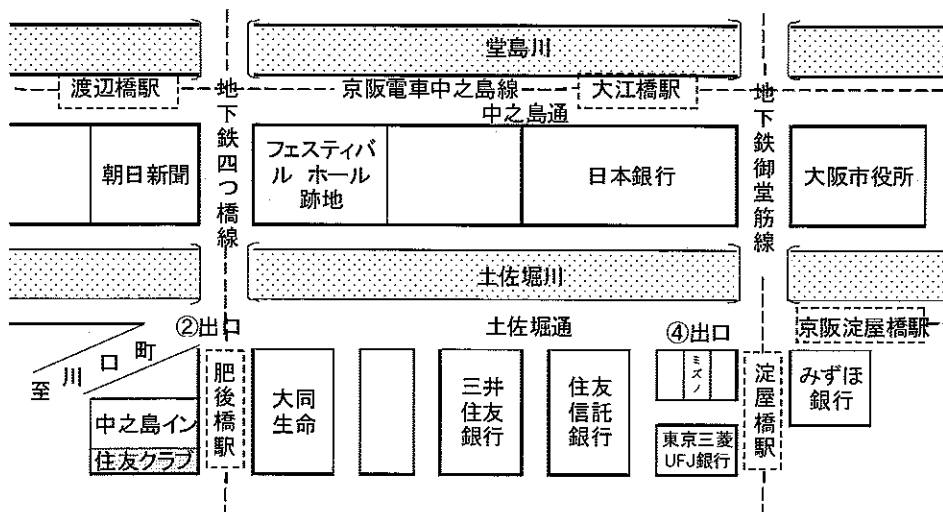 堂島川
渡辺橋駅
京阪電車中之島線
大江橋駅
中之島通
地下鉄四つ橋線
地下鉄御堂筋線
朝日新聞
フェスティバ
ル ホール
跡地
日本銀行
大阪市役所
土佐堀川
②出口
土佐堀通
④出口
京阪淀屋橋駅
至川口町
肥後橋駅
大同
生命
三井
住友
銀行
住友
信託
銀行
ミズノ
淀屋橋駅
みずほ
銀行
中之島イン
住友クラブ
東京三菱
UFJ銀行